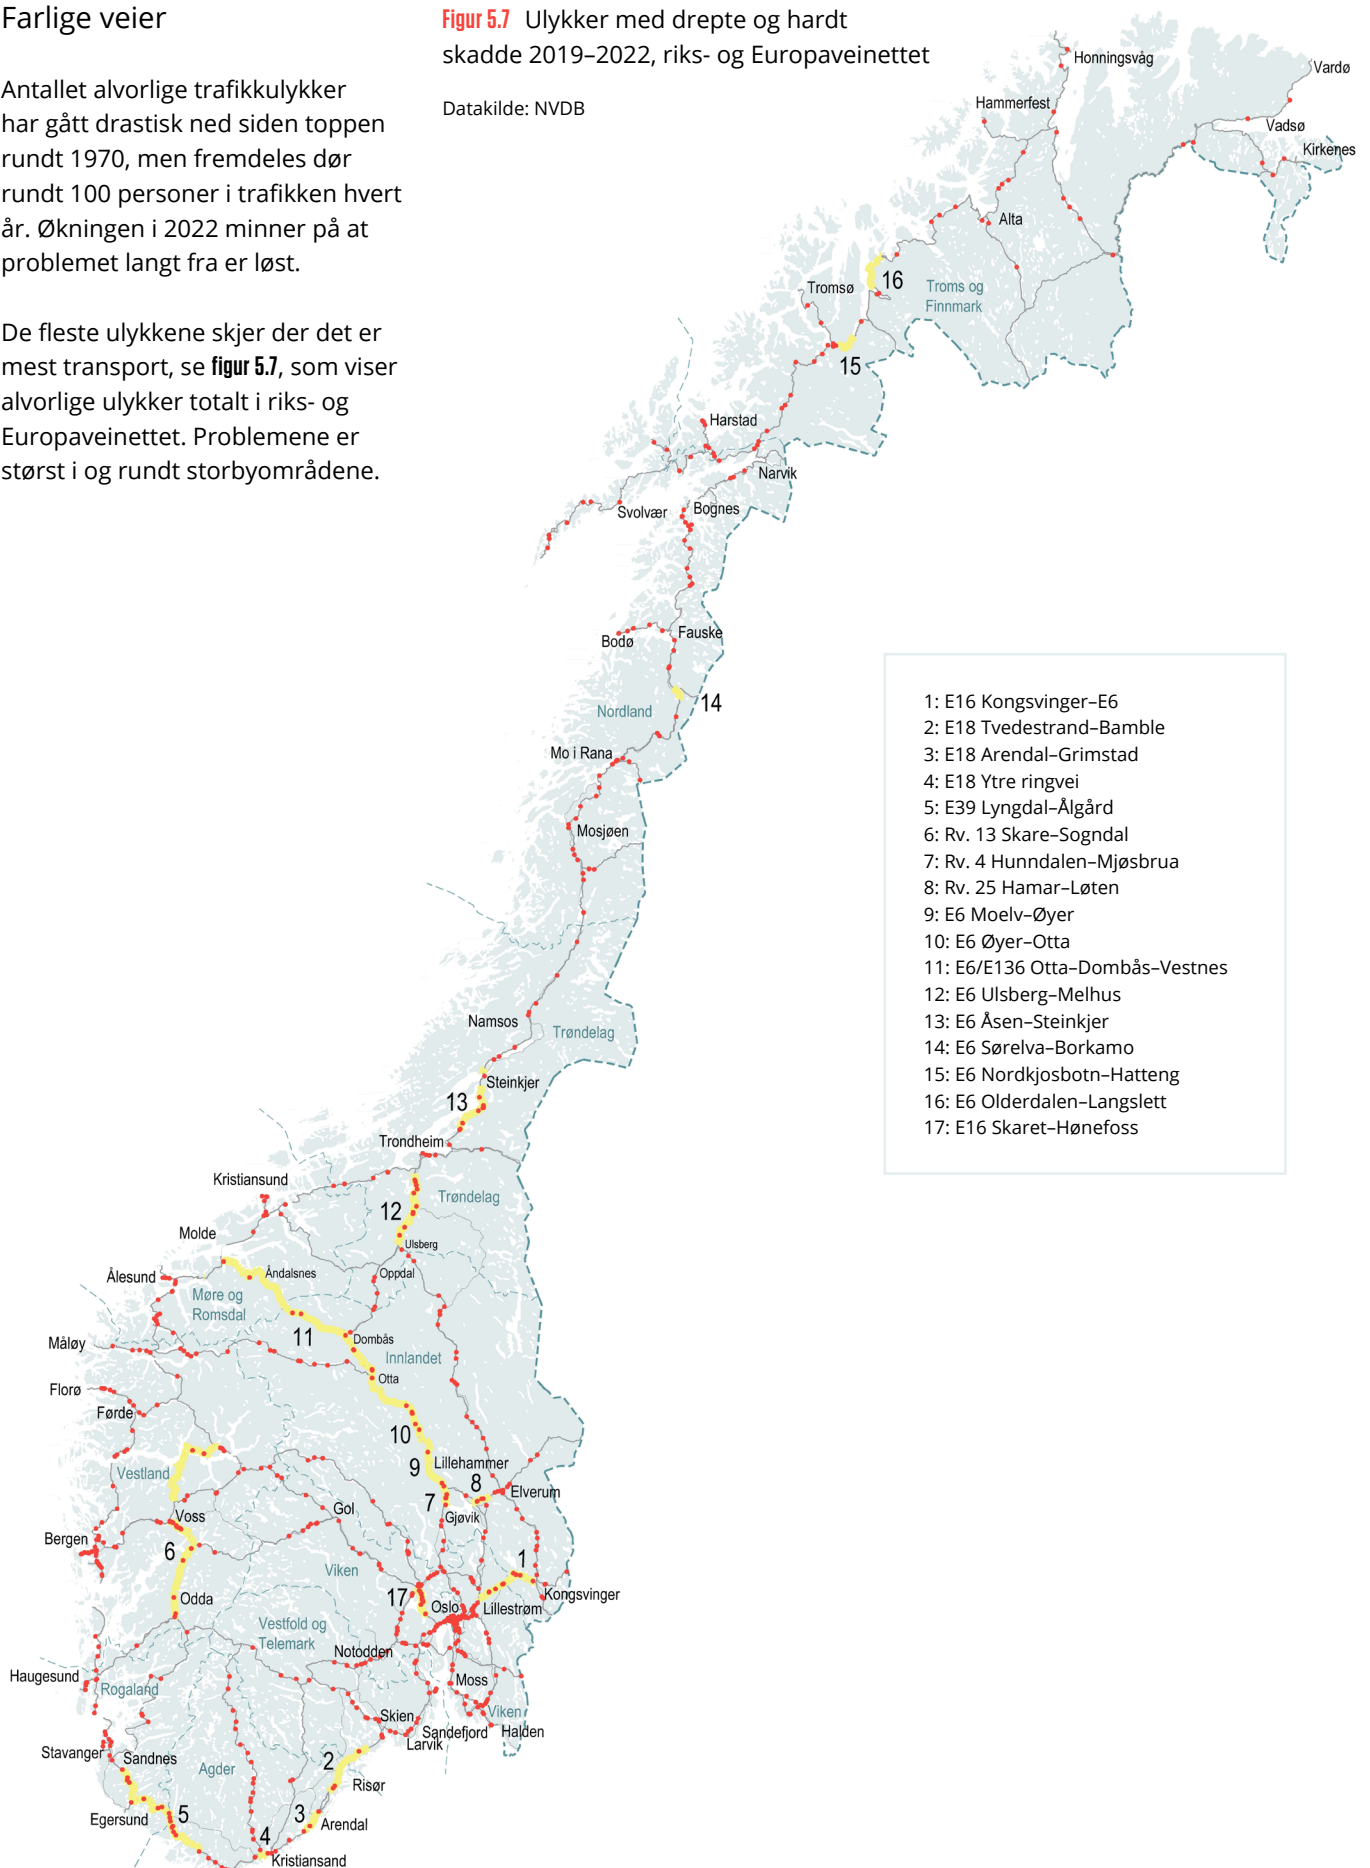 Farlige veier
Antallet alvorlige trafikkulykker
har gått drastisk ned siden toppen
rundt 1970, men fremdeles dør
rundt 100 personer i trafikken hvert
år. Økningen i 2022 minner på at
problemet langt fra er løst.
De fleste ulykkene skjer der det er
mest transport, se figur 5.7, som viser
alvorlige ulykker totalt i riks- og
Europaveinettet. Problemene er
størst i og rundt storbyområdene.
Figur 5.7 Ulykker med drepte og hardt
skadde 2019–2022, riks- og Europaveinettet
Datakilde: NVDB
Honningsvåg
Vardø
Hammerfest
Vadsø
Kirkenes
Alta
16
Tromsø
Troms og
Finnmark
15
Harstad
Narvik
Svolvær
Bognes
Fauske
Bodø
14
Nordland
Mo i Rana
Mosjøen
Namsos
Trøndelag
Steinkjer
13
Trondheim
Kristiansund
Trøndelag
12
Molde
Ulsberg
Ålesund
Åndalsnes
Oppdal
Møre og
Romsdal
11
Måløy
Dombås
Innlandet
Otta
Florø
Førde
10
Lillehammer
9
Vestland
8
Elverum
7
Gjøvik
Gol
Voss
Bergen
6
1
Viken
Kongsvinger
17
Odda
Oslo
Lillestrøm
Vestfold og
Telemark
Notodden
Haugesund
Moss
Rogaland
Viken
Skien
Sandefjord
Halden
Larvik
Stavanger
Sandnes
2
Agder
Risør
Egersund
5
3
Arendal
4
Kristiansand
1: E16 Kongsvinger–E6
2: E18 Tvedestrand–Bamble
3: E18 Arendal–Grimstad
4: E18 Ytre ringvei
5: E39 Lyngdal–Ålgård
6: Rv. 13 Skare–Sogndal
7: Rv. 4 Hunndalen–Mjøsbrua
8: Rv. 25 Hamar–Løten
9: E6 Moelv–Øyer
10: E6 Øyer–Otta
11: E6/E136 Otta–Dombås–Vestnes
12: E6 Ulsberg–Melhus
13: E6 Åsen–Steinkjer
14: E6 Sørelva–Borkamo
15: E6 Nordkjosbotn–Hatteng
16: E6 Olderdalen–Langslett
17: E16 Skaret–Hønefoss